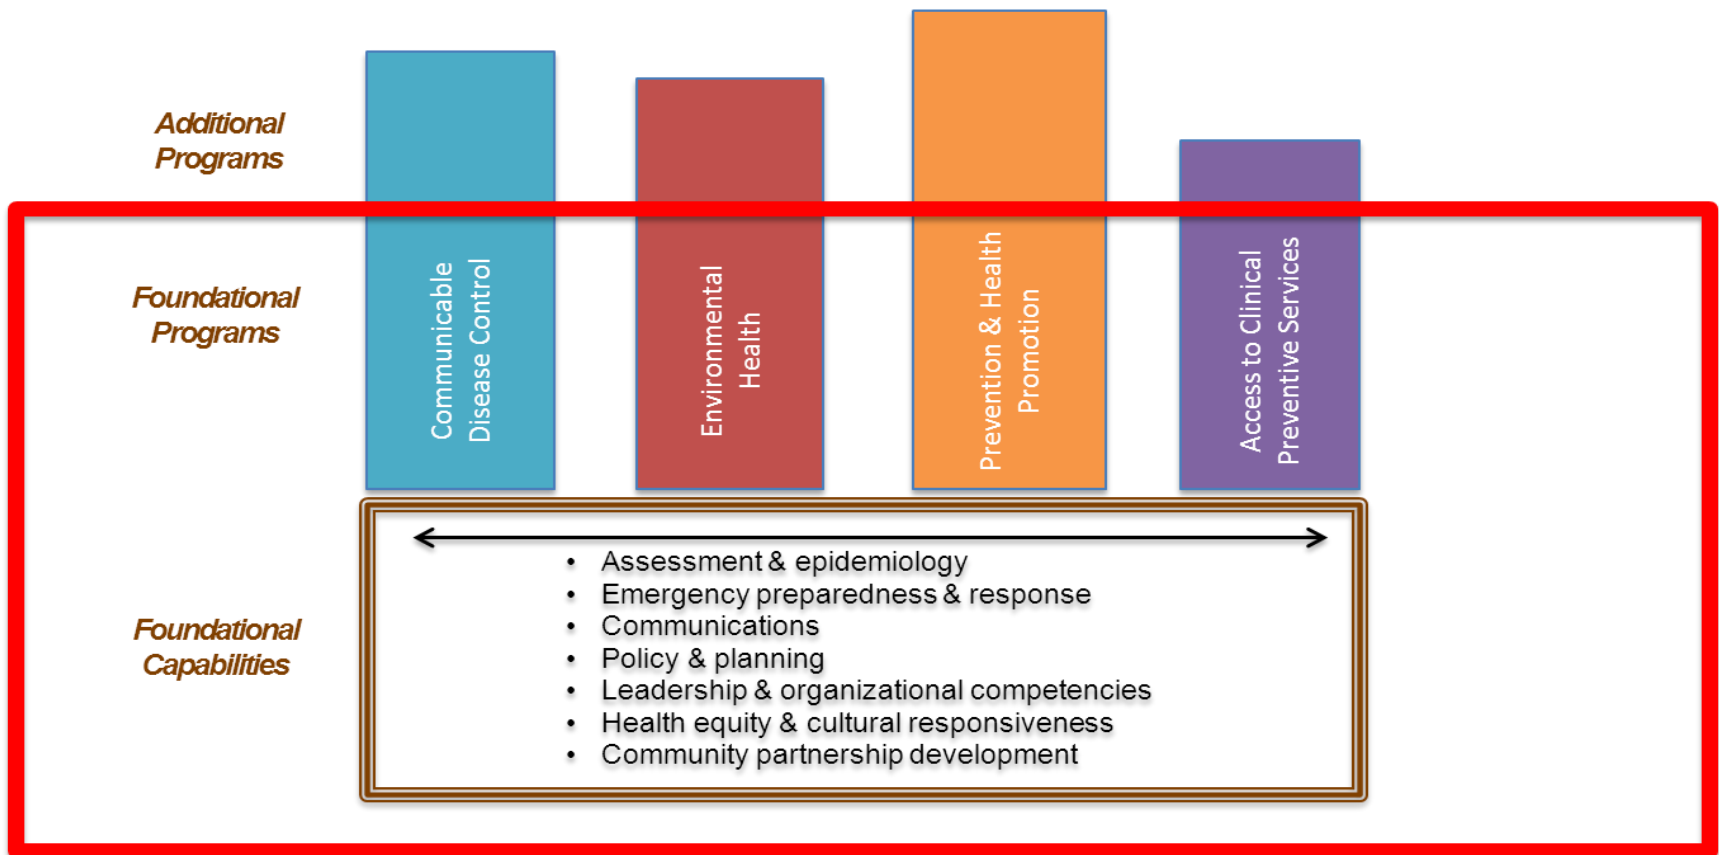 Additional
Programs
Foundational
Programs
Communicable
Disease Control
Environmental
Health
Prevention & Health
Promotion
Access to Clinical
Preventive Services
Foundational
Capabilities
• Assessment & epidemiology
• Emergency preparedness & response
• Communications
• Policy & planning
• Leadership & organizational competencies
• Health equity & cultural responsiveness
• Community partnership development